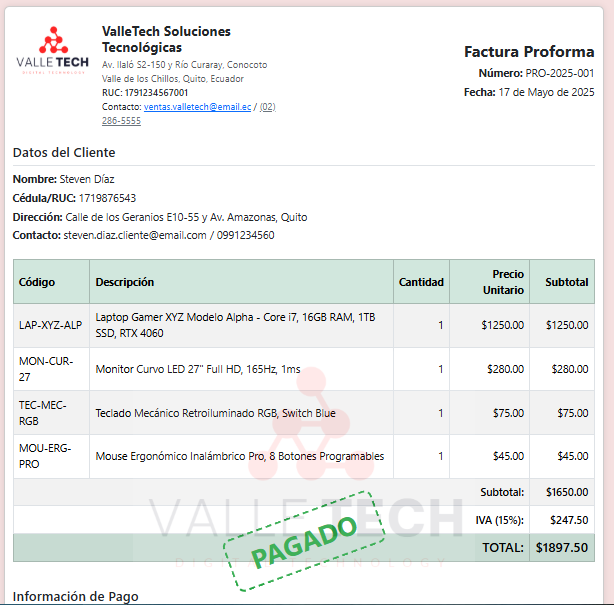 VALLE TECH
DIGITAL TECHNOLOGY
ValleTech Soluciones
Tecnológicas
Av. Ilaló S2-150 y Río Curaray, Conocoto
Valle de los Chillos, Quito, Ecuador
RUC: 1791234567001
Contacto: ventas.valletech@email.ec / (02)
286-5555
Factura Proforma
Número: PRO-2025-001
Fecha: 17 de Mayo de 2025
Datos del Cliente
Nombre: Steven Díaz
Cédula/RUC: 1719876543
Dirección: Calle de los Geranios E10-55 y Av. Amazonas, Quito
Contacto: steven.diaz.cliente@email.com / 0991234560
Código Descripción Cantidad Precio Unitario Subtotal
LAP-XYZ-ALP Laptop Gamer XYZ Modelo Alpha - Core i7, 16GB RAM, 1TB SSD, RTX 4060 1 $1250.00 $1250.00
MON-CUR-27 Monitor Curvo LED 27" Full HD, 165Hz, 1ms 1 $280.00 $280.00
TEC-MEC-RGB Teclado Mecánico Retroiluminado RGB, Switch Blue 1 $75.00 $75.00
MOU-ERG-PRO Mouse Ergonómico Inalámbrico Pro, 8 Botones Programables 1 $45.00 $45.00
Subtotal: $1650.00
IVA (15%): $247.50
TOTAL: $1897.50
VALLE TECH
DIGITAL TECHNOLOGY
PAGADO
Información de Pago